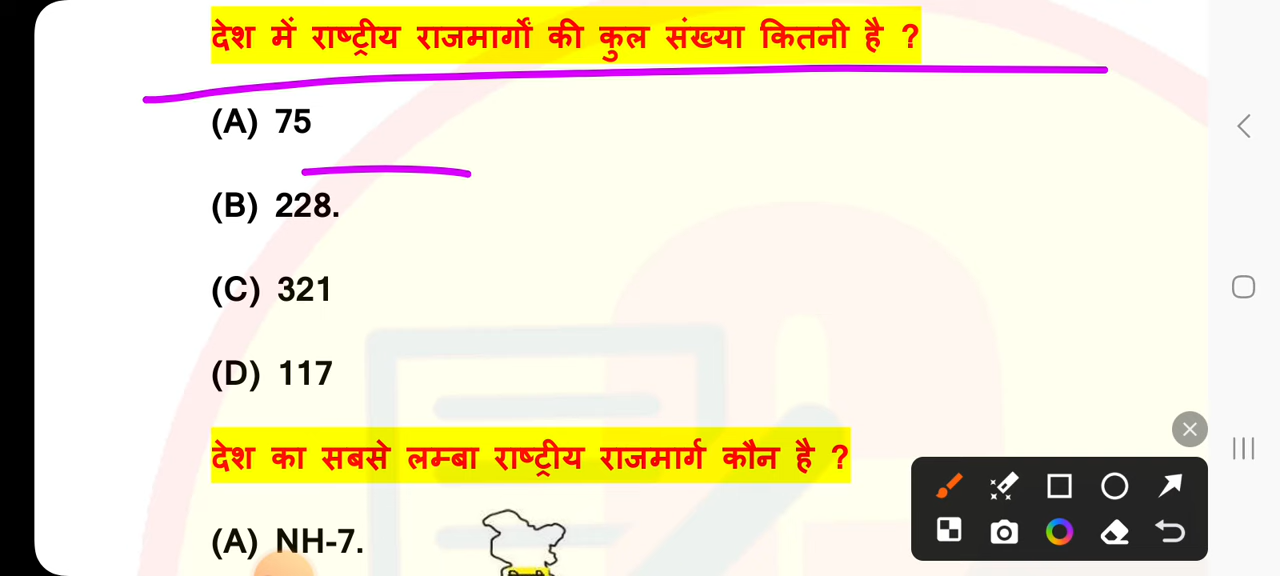 देश में राष्ट्रीय राजमार्गों की कुल संख्या कितनी है ?
(A) 75
(B) 228.
(C) 321
(D) 117
देश का सबसे लम्बा राष्ट्रीय राजमार्ग कौन है ?
(A) NH-7.